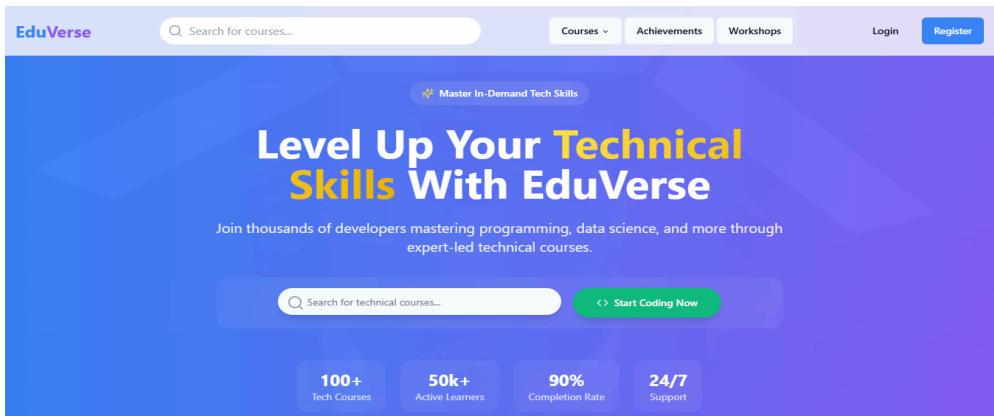 EduVerse
Search for courses...
Courses
Achievements
Workshops
Login
Register
Master In-Demand Tech Skills
Level Up Your Technical
Skills With EduVerse
Join thousands of developers mastering programming, data science, and more through
expert-led technical courses.
Search for technical courses...
<> Start Coding Now
100+
Tech Courses
50k+
Active Learners
90%
Completion Rate
24/7
Support